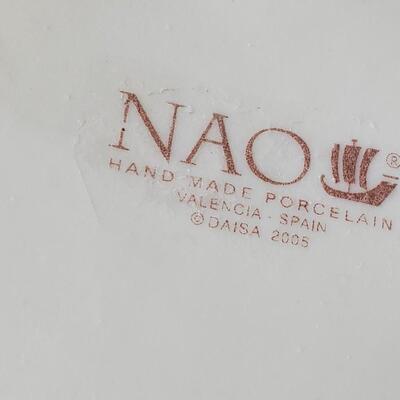 NAO ®
HAND MADE PORCELAIN
VALENCIA - SPAIN
© DAISA 2005